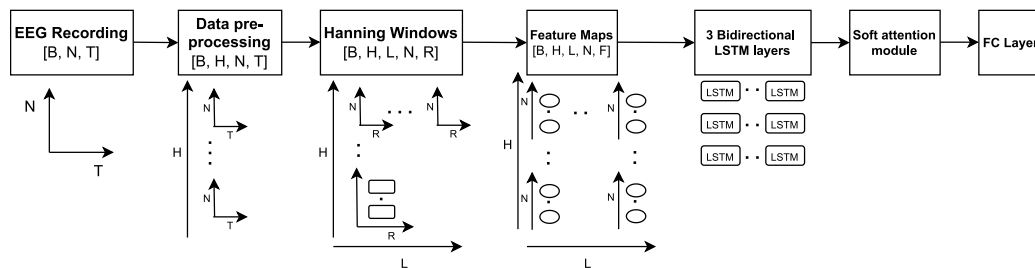 EEG Recording
[B, N, T]
Data pre-
processing
[B, H, N, T]
Hanning Windows
[B, H, L, N, R]
Feature Maps
[B, H, L, N, F]
3 Bidirectional
LSTM layers
Soft attention
module
FC Layer
N
T
H
N
T
N
T
H
N
R
N
R
R
L
H
N
N
N
N
L
LSTM
LSTM
LSTM
LSTM
LSTM
LSTM